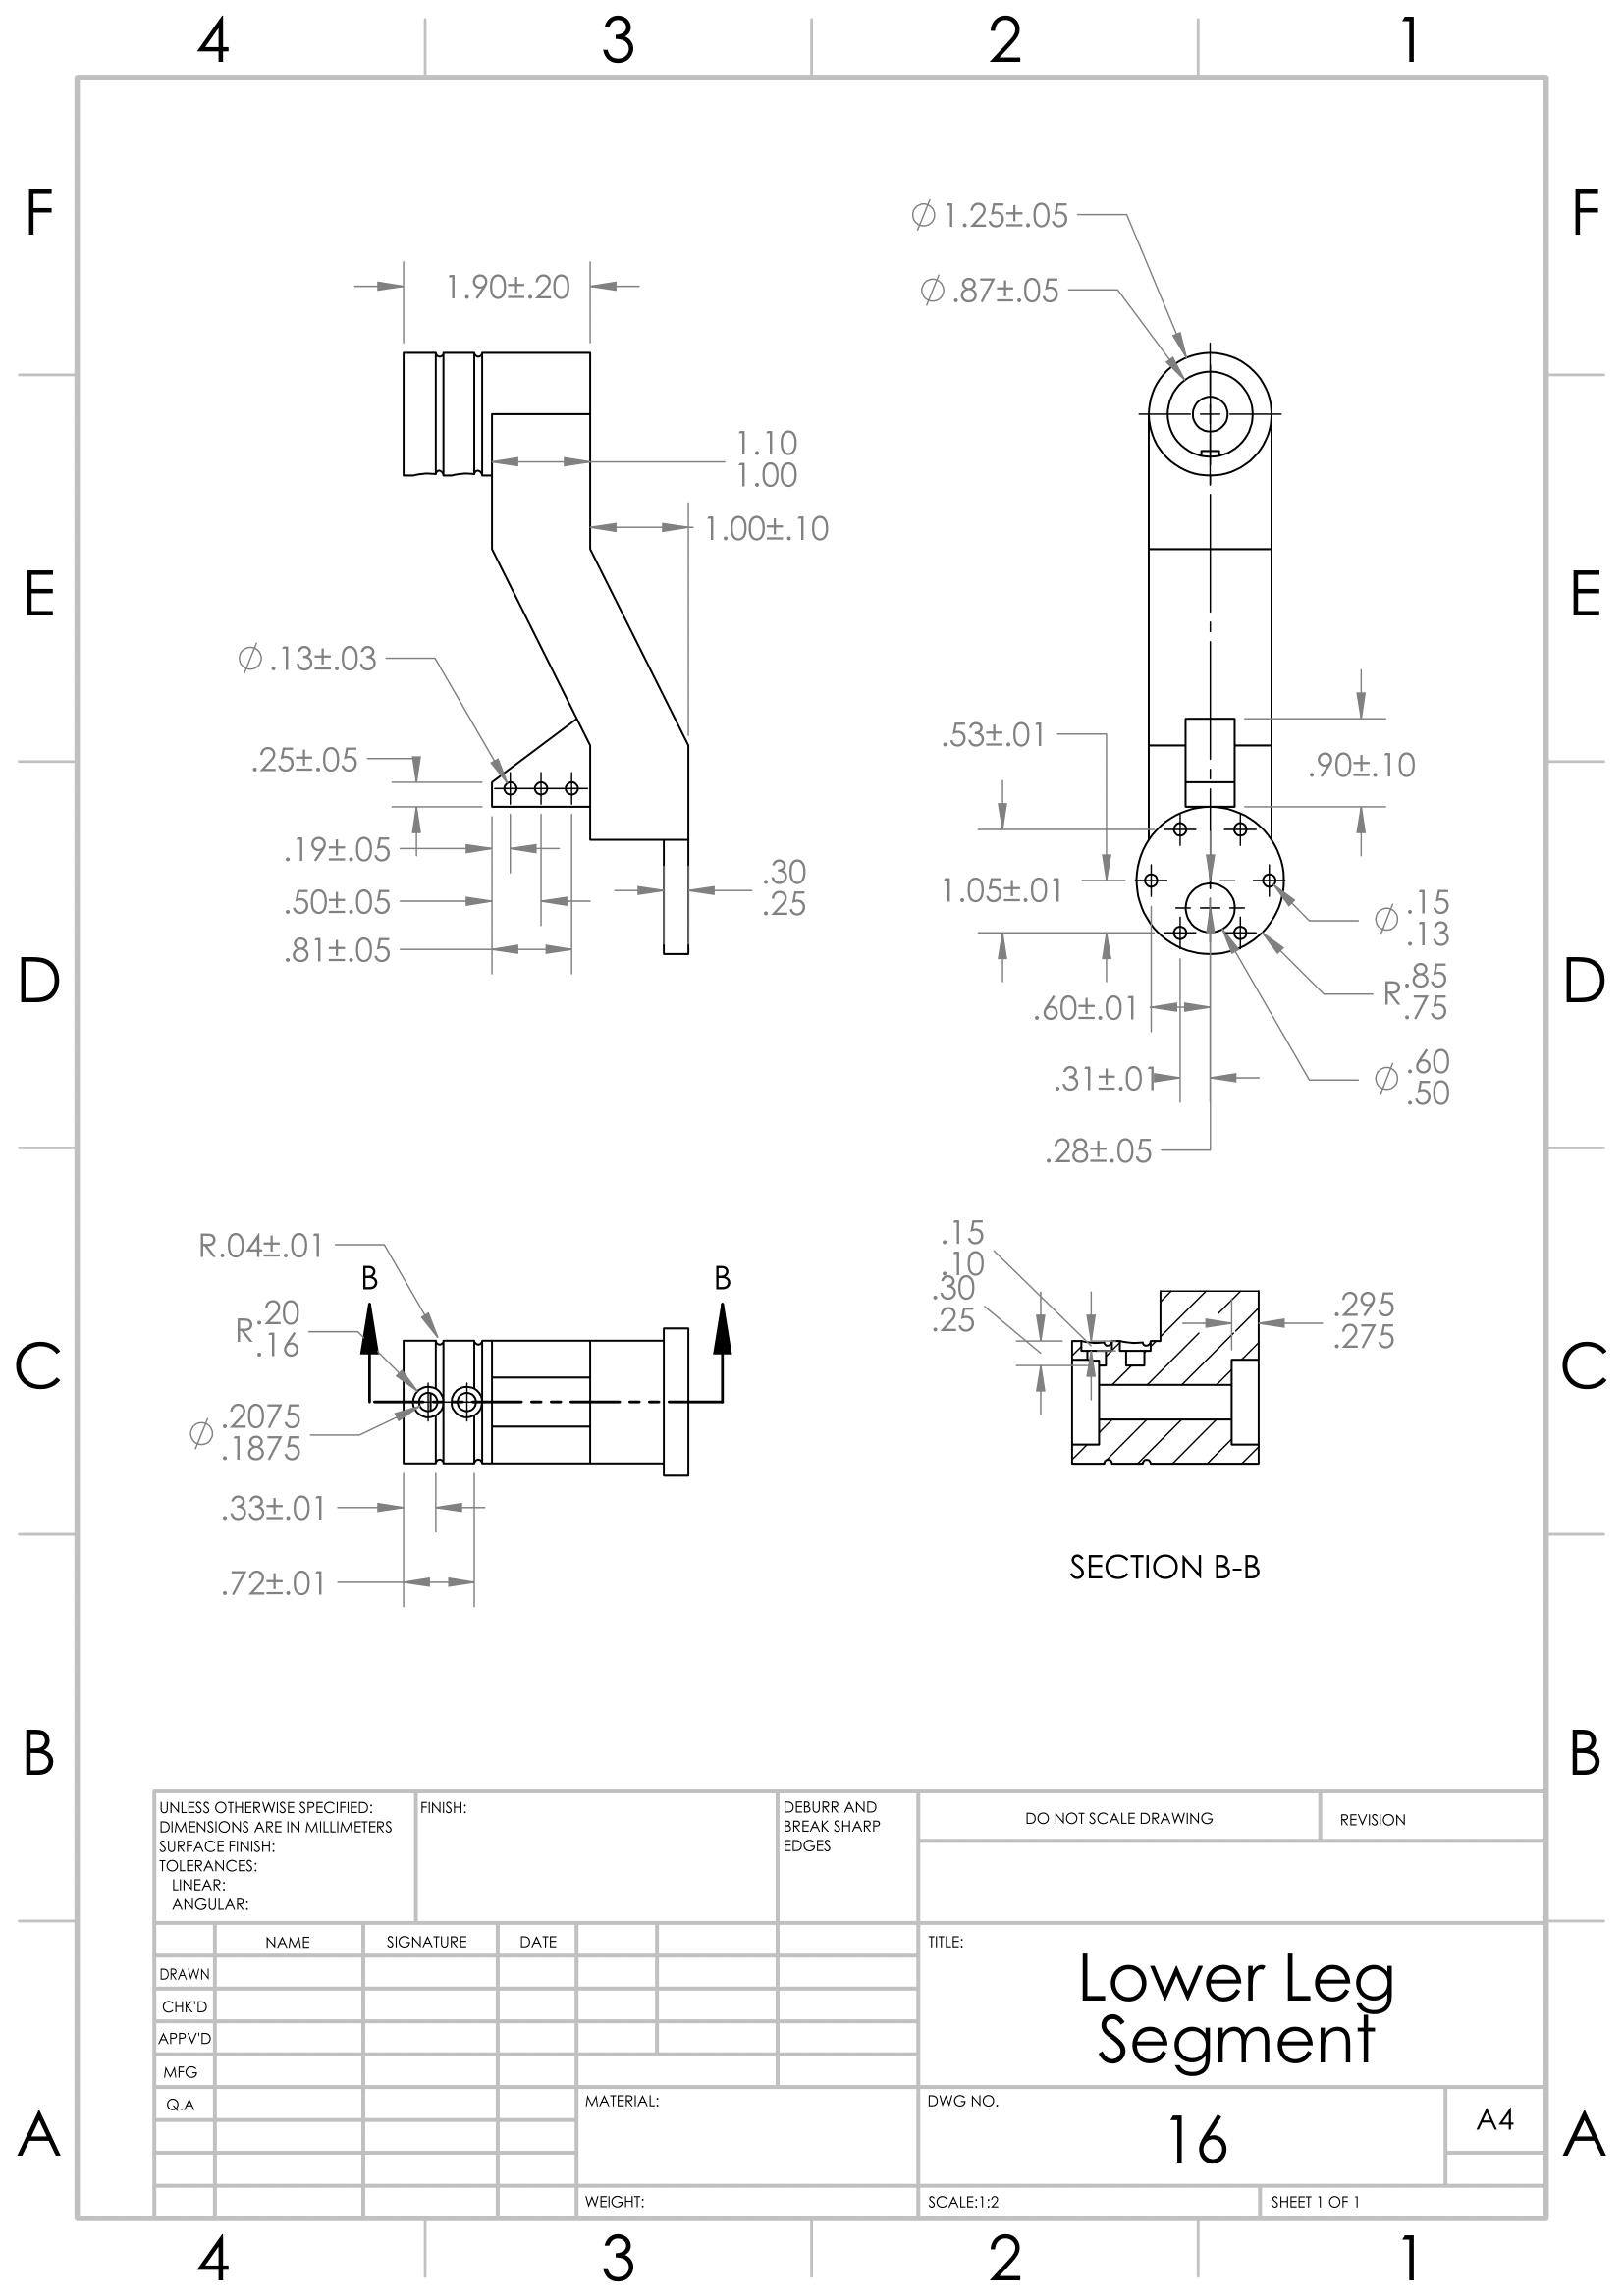 4 3 2 1
F F
⌀1.25±.05
⌀.87±.05
1.90±.20
1.10
1.00
1.00±.10
E E
⌀.13±.03
.25±.05
.53±.01
.90±.10
.19±.05
.50±.05
.81±.05
.30
.25
1.05±.01
⌀.15
.13
R.85
.75
D D
.60±.01
.31±.01
⌀.60
.50
.28±.05
R.04±.01
B B
R.20
.16
⌀.2075
.1875
.33±.01
.72±.01
.15
.10
.30
.25
.295
.275
C C
SECTION B-B
B B
UNLESS OTHERWISE SPECIFIED:
DIMENSIONS ARE IN MILLIMETERS
SURFACE FINISH:
TOLERANCES:
LINEAR:
ANGULAR:
FINISH:
DEBURR AND
BREAK SHARP
EDGES
DO NOT SCALE DRAWING
REVISION
NAME SIGNATURE DATE
DRAWN
CHK'D
APPV'D
MFG
Q.A
TITLE:
Lower Leg
Segment
MATERIAL:
DWG NO.
16
A4
A A
WEIGHT:
SCALE:1:2
SHEET 1 OF 1
4 3 2 1